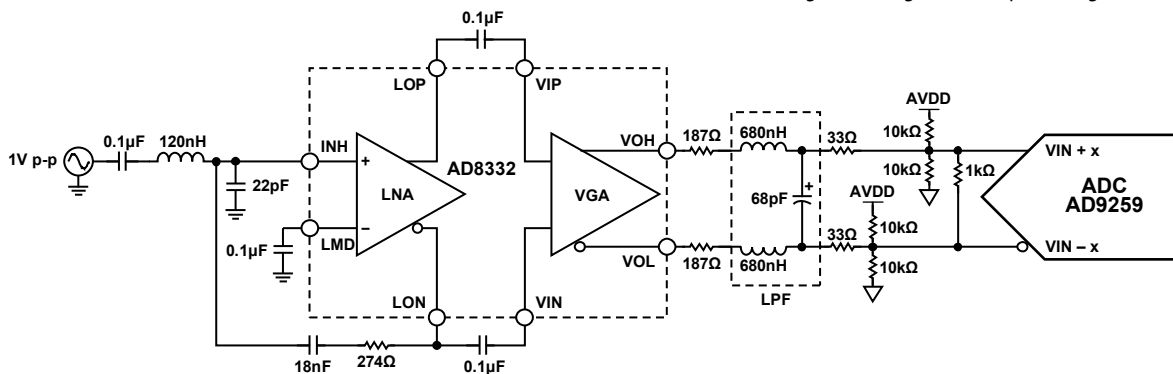 0.1µF
LOP
VIP
AVDD
0.1µF
120nH
187Ω
680nH
33Ω
10kΩ
1V p-p
INH
+
AD8332
VOH
10kΩ
1kΩ
VIN + x
22pF
LNA
VGA
68pF
+
AVDD
ADC
AD9259
LMD
–
10kΩ
0.1µF
VOL
33Ω
VIN – x
187Ω
680nH
10kΩ
LON
VIN
LPF
18nF
274Ω
0.1µF